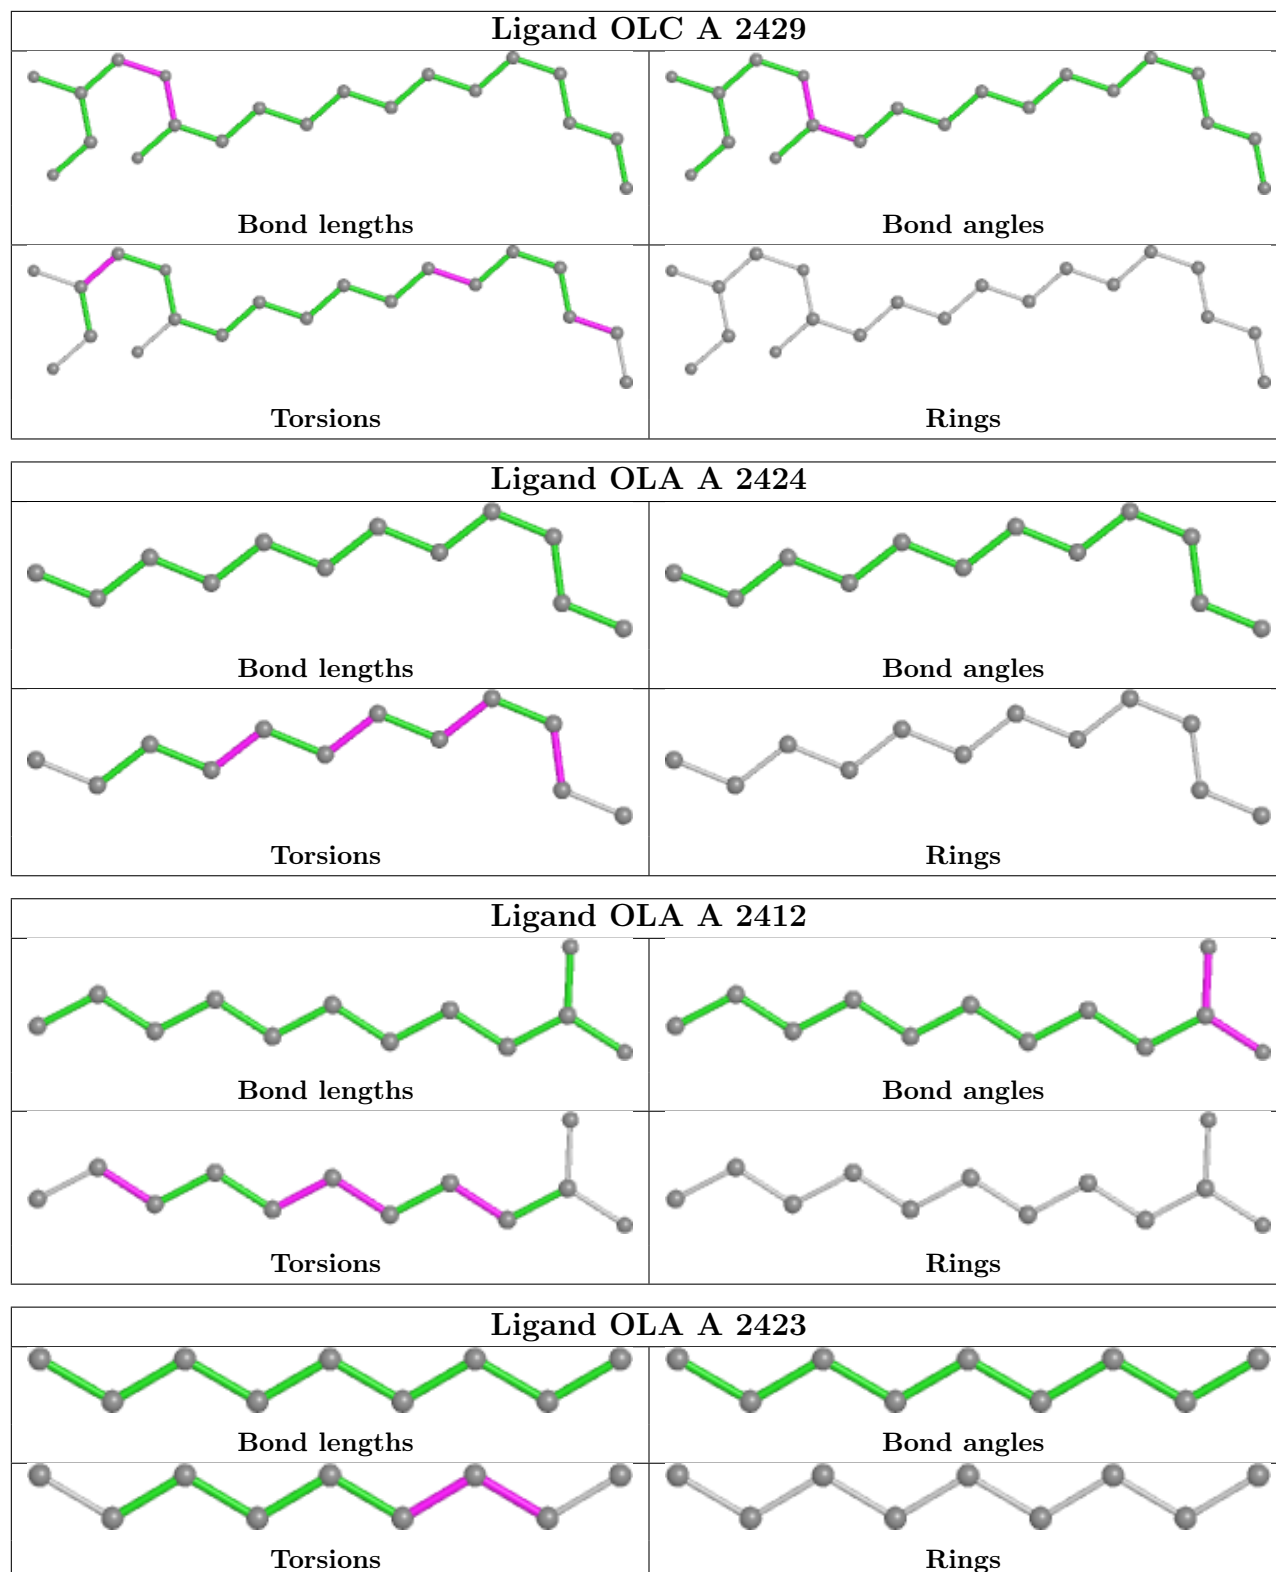 Ligand OLC A 2429
Bond lengths
Bond angles
Torsions
Rings
Ligand OLA A 2424
Bond lengths
Bond angles
Torsions
Rings
Ligand OLA A 2412
Bond lengths
Bond angles
Torsions
Rings
Ligand OLA A 2423
Bond lengths
Bond angles
Torsions
Rings